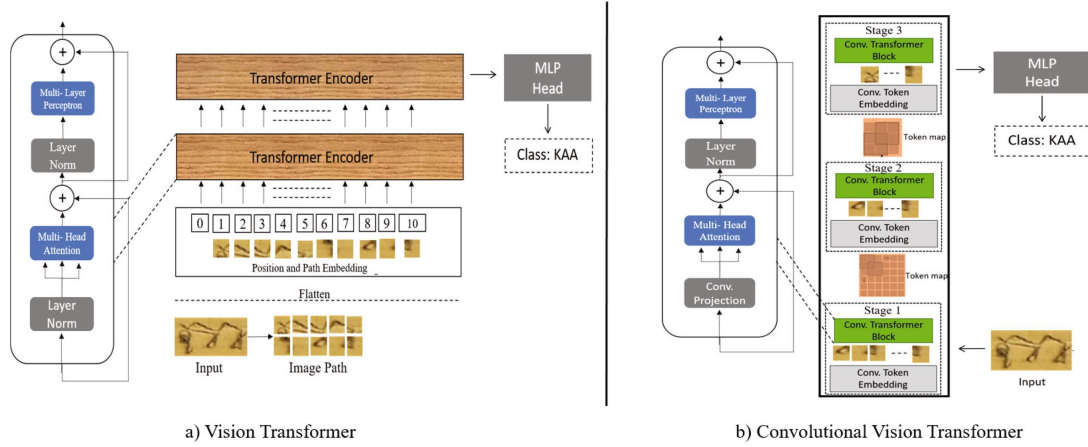 +
Multi- Layer
Perceptron
Layer
Norm
+
Multi- Head
Attention
Layer
Norm
Transformer Encoder
Transformer Encoder
0 1 2 3 4 5 6 7 8 9 10
Position and Path Embedding
Flatten
Input
Image Path
MLP
Head
Class: KAA
a) Vision Transformer
+
Multi- Layer
Perceptron
Layer
Norm
+
Multi- Head
Attention
Conv.
Projection
Stage 3
Conv. Transformer
Block
Conv. Token
Embedding
Token map
Stage 2
Conv. Transformer
Block
Conv. Token
Embedding
Token map
Stage 1
Conv. Transformer
Block
Conv. Token
Embedding
MLP
Head
Class: KAA
Input
b) Convolutional Vision Transformer